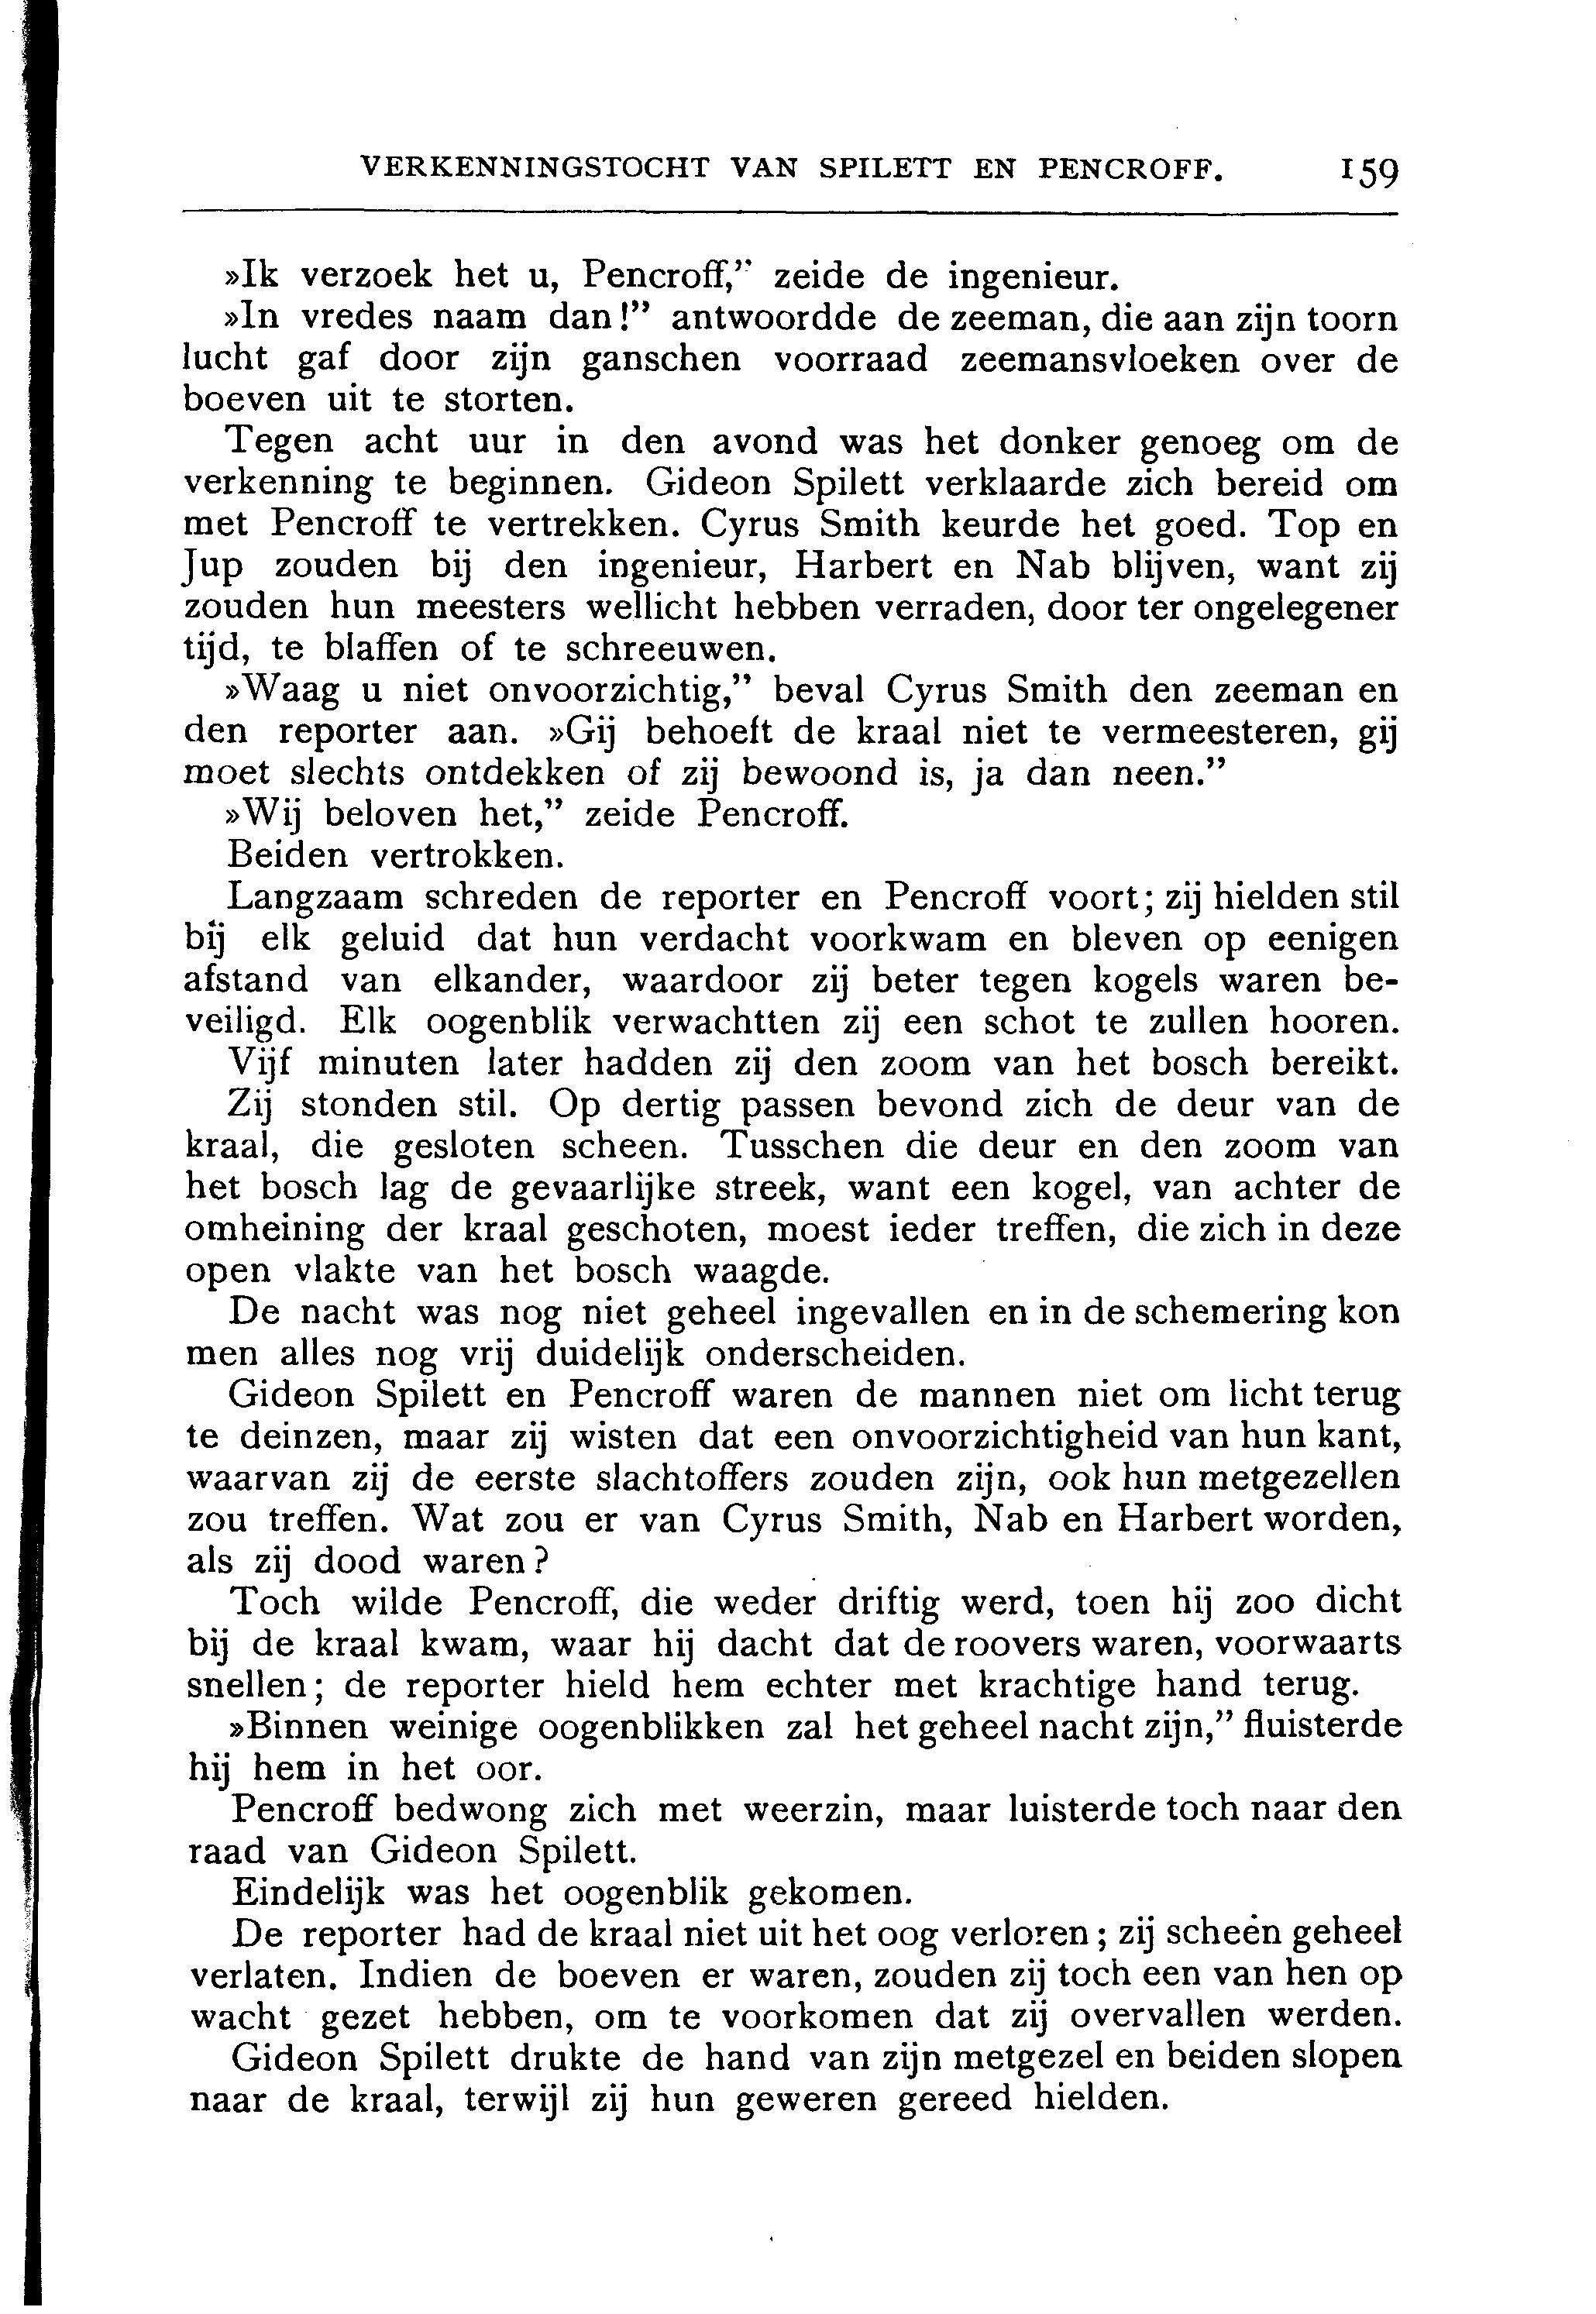 VERKENNINGSTOCHT VAN SPILETT EN PENCROFF. 159
»Ik verzoek het u, Pencroff,” zeide de ingenieur.
»In vredes naam dan!” antwoordde de zeeman, die aan zijn toorn
lucht gaf door zijn ganschen voorraad zeemansvloeken over de
boeven uit te storten.
Tegen acht uur in den avond was het donker genoeg om de
verkenning te beginnen. Gideon Spilett verklaarde zich bereid om
met Pencroff te vertrekken. Cyrus Smith keurde het goed. Top en
Jup zouden bij den ingenieur, Harbert en Nab blijven, want zij
zouden hun meesters wellicht hebben verraden, door ter ongelegener
tijd, te blaffen of te schreeuwen.
»Waag u niet onvoorzichtig,” beval Cyrus Smith den zeeman en
den reporter aan. »Gij behoeft de kraal niet te vermeesteren, gij
moet slechts ontdekken of zij bewoond is, ja dan neen.”
»Wij beloven het,” zeide Pencroff.
Beiden vertrokken.
Langzaam schreden de reporter en Pencroff voort; zij hielden stil
bij elk geluid dat hun verdacht voorkwam en bleven op eenigen
afstand van elkander, waardoor zij beter tegen kogels waren be-
veiligd. Elk oogenblik verwachtten zij een schot te zullen hooren.
Vijf minuten later hadden zij den zoom van het bosch bereikt.
Zij stonden stil. Op dertig passen bevond zich de deur van de
kraal, die gesloten scheen. Tusschen die deur en den zoom van
het bosch lag de gevaarlijke streek, want een kogel, van achter de
omheining der kraal geschoten, moest ieder treffen, die zich in deze
open vlakte van het bosch waagde.
De nacht was nog niet geheel ingevallen en in de schemering kon
men alles nog vrij duidelijk onderscheiden.
Gideon Spilett en Pencroff waren de mannen niet om licht terug
te deinzen, maar zij wisten dat een onvoorzichtigheid van hun kant,
waarvan zij de eerste slachtoffers zouden zijn, ook hun metgezellen
zou treffen. Wat zou er van Cyrus Smith, Nab en Harbert worden,
als zij dood waren?
Toch wilde Pencroff, die weder driftig werd, toen hij zoo dicht
bij de kraal kwam, waar hij dacht dat de roovers waren, voorwaarts
snellen; de reporter hield hem echter met krachtige hand terug.
»Binnen weinige oogenblikken zal het geheel nacht zijn,” fluisterde
hij hem in het oor.
Pencroff bedwong zich met weerzin, maar luisterde toch naar den
raad van Gideon Spilett.
Eindelijk was het oogenblik gekomen.
De reporter had de kraal niet uit het oog verloren; zij scheen geheel
verlaten. Indien de boeven er waren, zouden zij toch een van hen op
wacht gezet hebben, om te voorkomen dat zij overvallen werden.
Gideon Spilett drukte de hand van zijn metgezel en beiden slopen
naar de kraal, terwijl zij hun geweren gereed hielden.